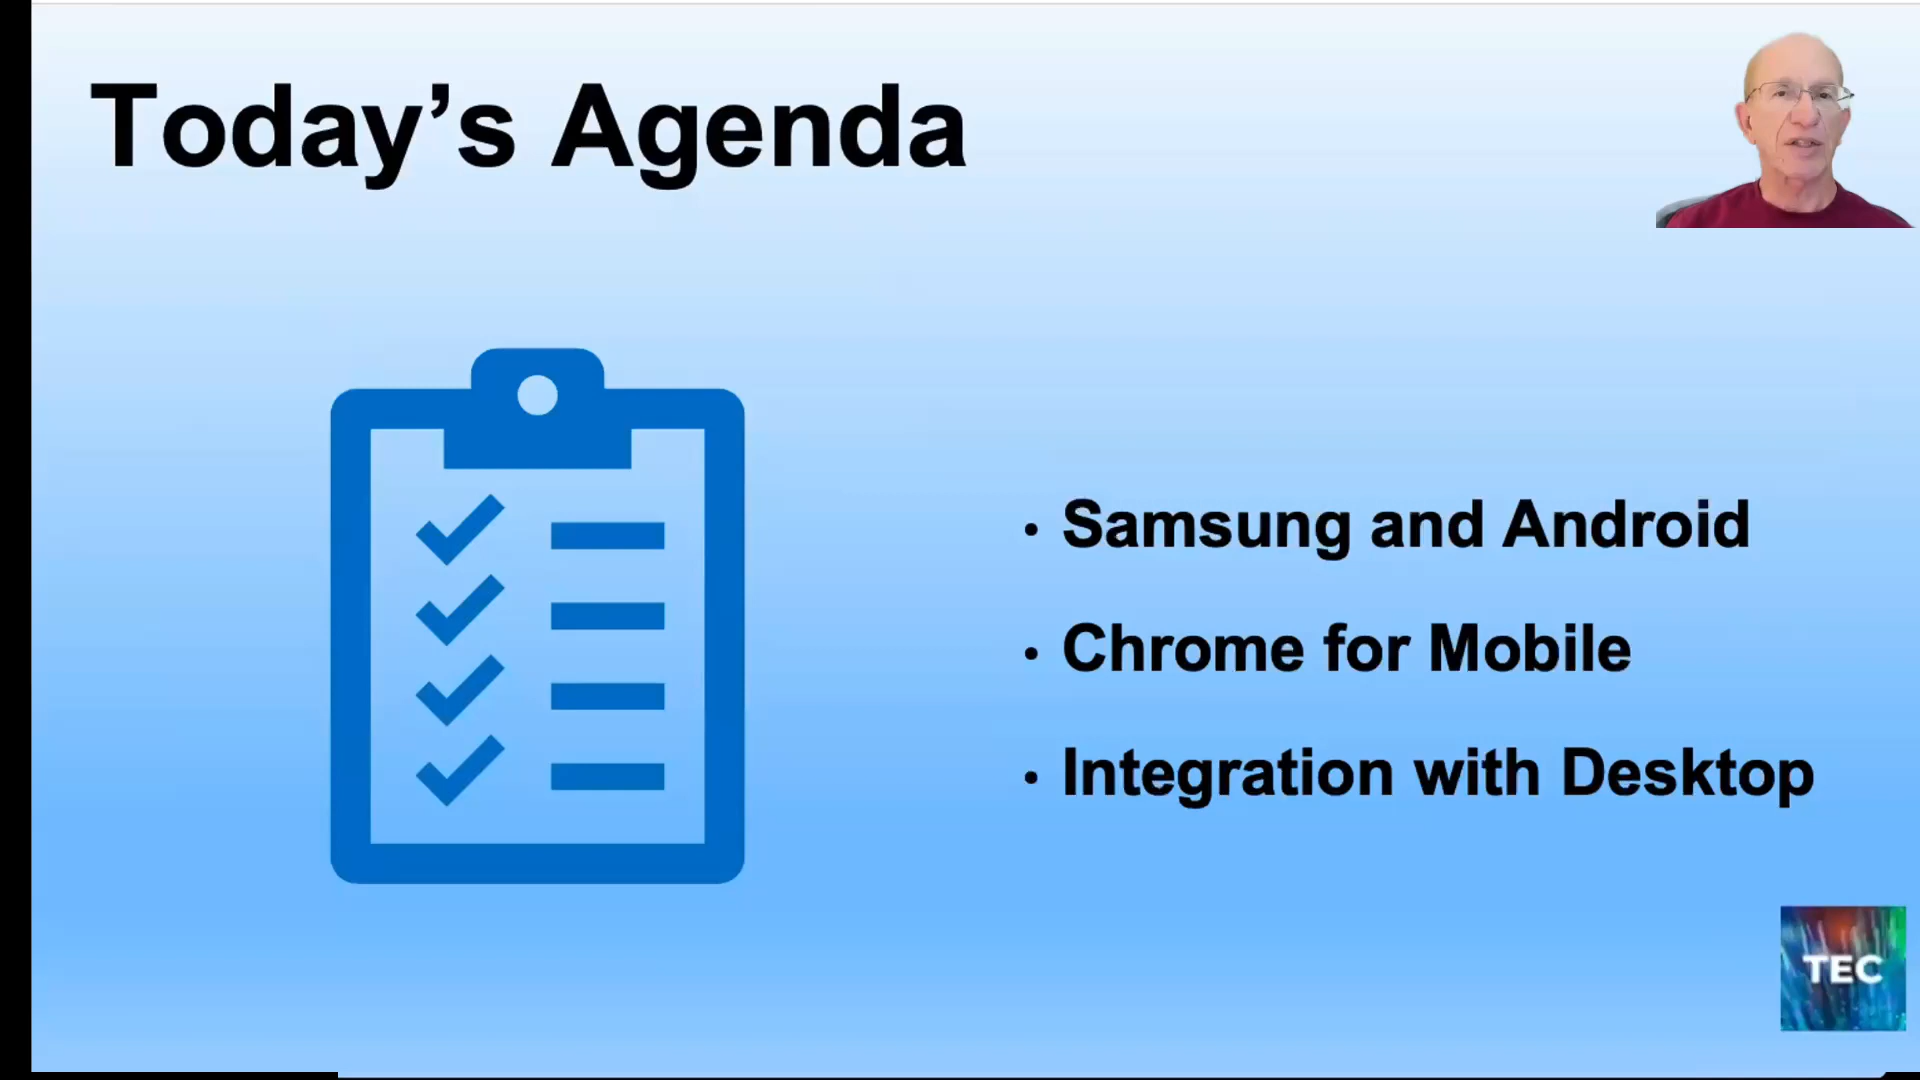 Today’s Agenda
• Samsung and Android
• Chrome for Mobile
• Integration with Desktop
TEC